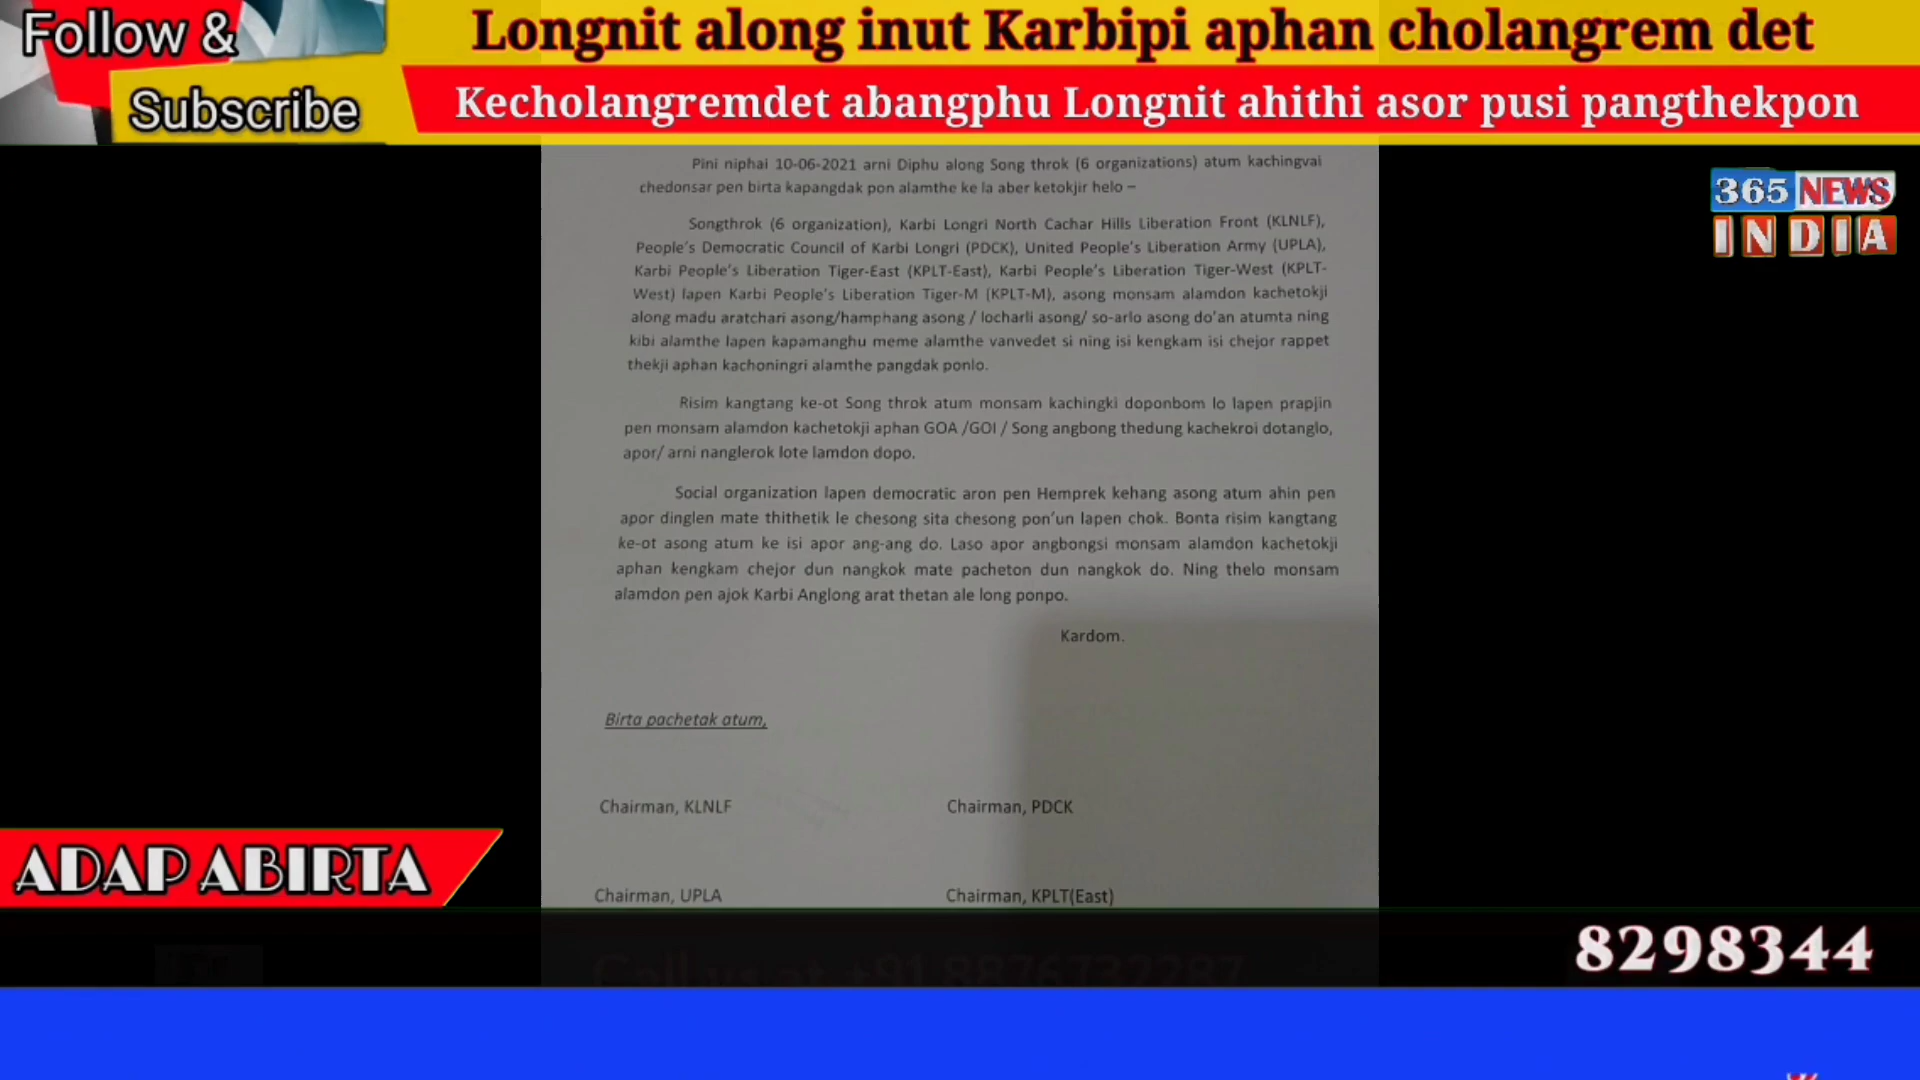 Follow &
Subscribe
Longnit along inut Karbipi aphan cholangrem det
Kecholangremdet abangphu Longnit ahithi asor pusi pangthekpon
365 NEWS
INDIA
Pini niphai 10-06-2021 arni Diphu along Song throk (6 organizations) atum kachingvai
chedonsar pen birta kapangdak pon alamthe ke la aber ketokjir helo –
Songthrok (6 organization), Karbi Longri North Cachar Hills Liberation Front (KLNLF),
People's Democratic Council of Karbi Longri (PDCK), United People's Liberation Army (UPLA),
Karbi People's Liberation Tiger-East (KPLT-East), Karbi People's Liberation Tiger-West (KPLT-
West) lapen Karbi People's Liberation Tiger-M (KPLT-M), asong monsam alamdon kachetokji
along madu aratchari asong/hamphang asong / locharli asong/ so-arlo asong do'an atumta ning
kibi alamthe lapen kapamanghu meme alamthe vanvedet si ning isi kengkam isi chejor rappet
thekji aphan kachoningri alamthe pangdak ponlo.
Risim kangtang ke-ot Song throk atum monsam kachingki doponbom lo lapen prapjin
pen monsam alamdon kachetokji aphan GOA /GOI / Song angbong thedung kachekroi dotanglo,
apor/ arni nanglerok lote lamdon dopo.
Social organization lapen democratic aron pen Hemprek kehang asong atum ahin pen
apor dinglen mate thithetik le chesong sita chesong pon'un lapen chok. Bonta risim kangtang
ke-ot asong atum ke isi apor ang-ang do. Laso apor angbongsi monsam alamdon kachetokji
aphan kengkam chejor dun nangkok mate pacheton dun nangkok do. Ning thelo monsam
alamdon pen ajok Karbi Anglong arat thetan ale long ponpo.
Kardom.
Birta pachetak atum,
Chairman, KLNLF
Chairman, PDCK
Chairman, UPLA
Chairman, KPLT(East)
ADAP ABIRTA
8298344
Call us at +91 8876732287